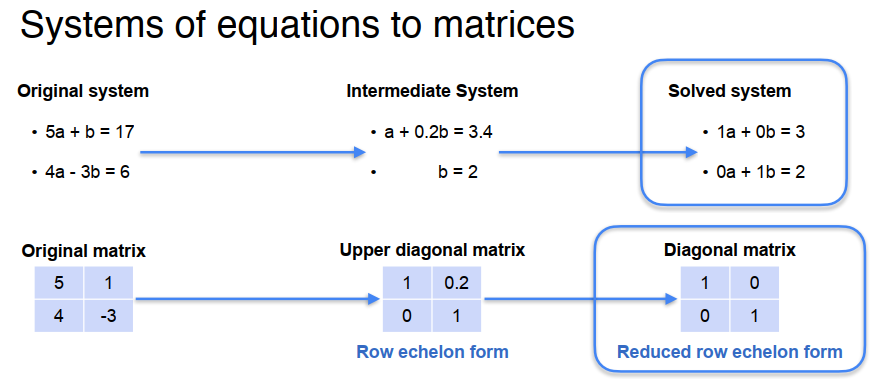 Systems of equations to matrices
Original system
Intermediate System
Solved system
• 5a + b = 17
• a + 0.2b = 3.4
• 1a + 0b = 3
• 4a - 3b = 6
• b = 2
• 0a + 1b = 2
Original matrix
Upper diagonal matrix
Diagonal matrix
5 1
1 0.2
1 0
4 -3
0 1
0 1
Row echelon form
Reduced row echelon form